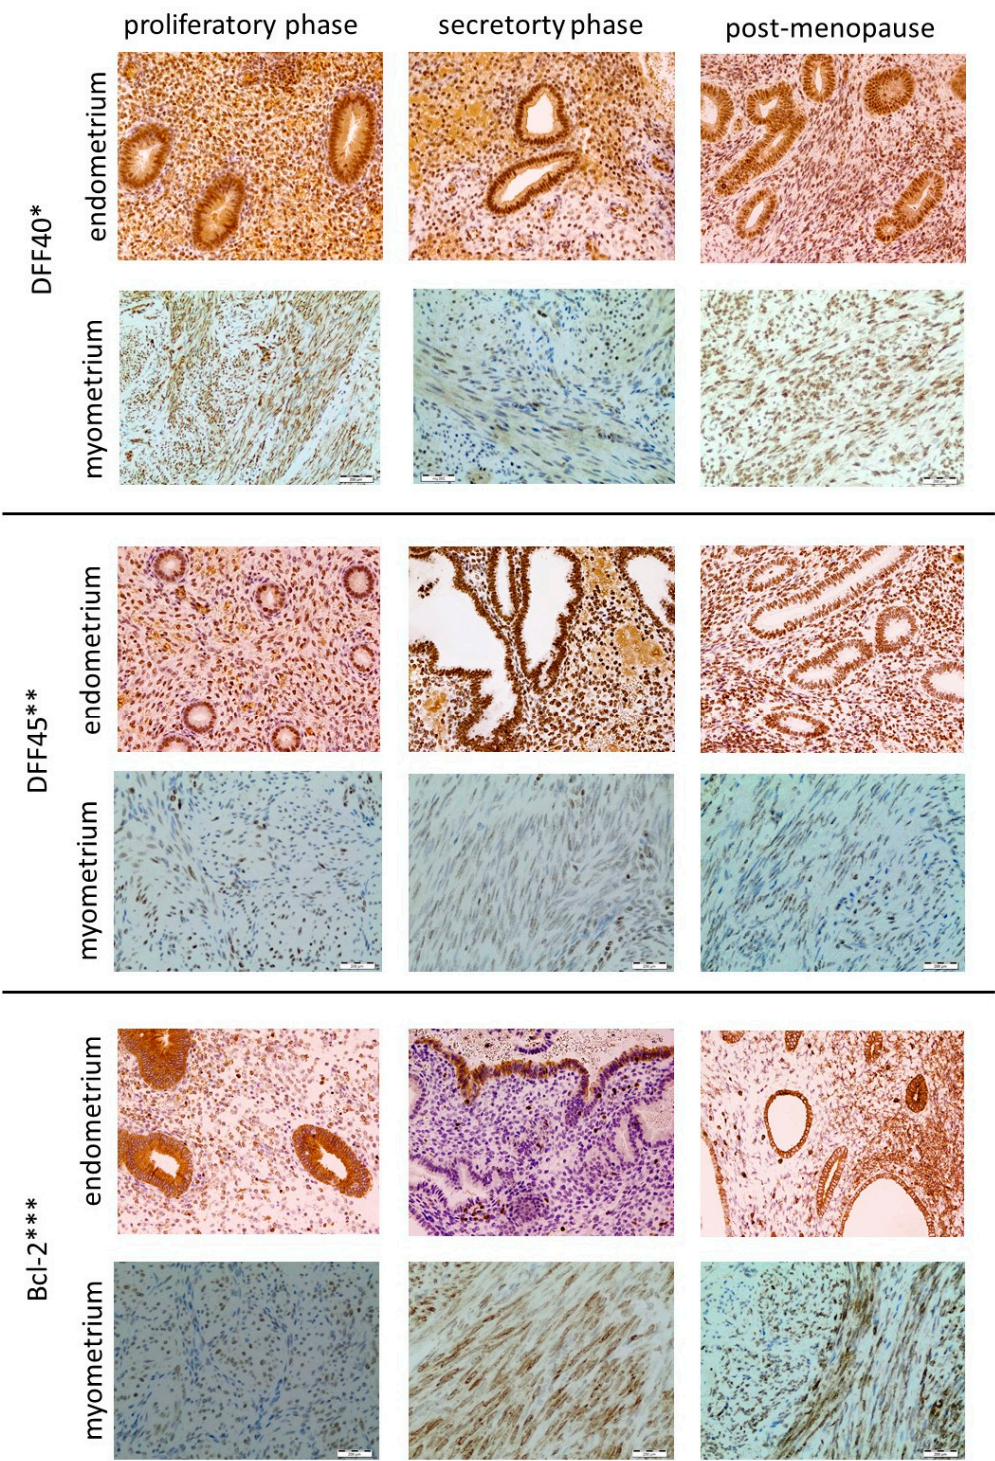 proliferatory phase
secretorty phase
post-menopause
DFF40*
endometrium
myometrium
DFF45**
endometrium
myometrium
Bcl-2***
endometrium
myometrium